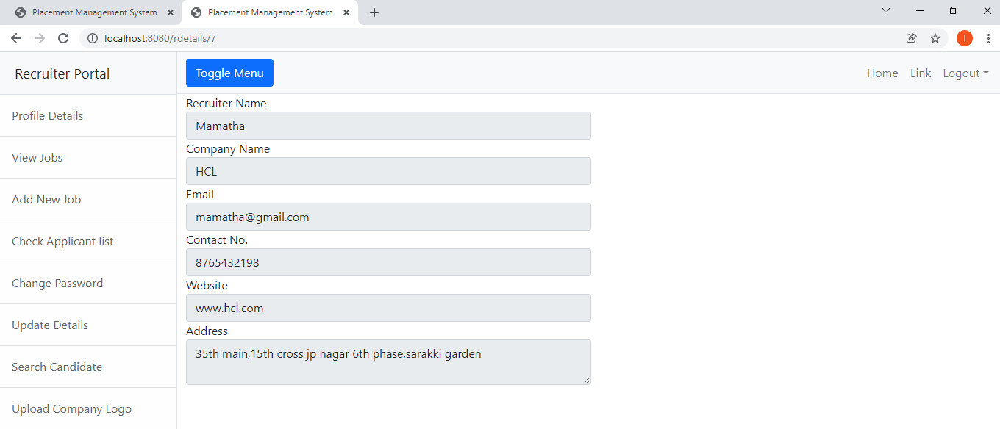 Placement Management System
Placement Management System
localhost:8080/rdetails/7
I
Recruiter Portal
Toggle Menu
Home
Link
Logout
Profile Details
View Jobs
Add New Job
Check Applicant list
Change Password
Update Details
Search Candidate
Upload Company Logo
Recruiter Name
Mamatha
Company Name
HCL
Email
mamatha@gmail.com
Contact No.
8765432198
Website
www.hcl.com
Address
35th main,15th cross jp nagar 6th phase,sarakki garden